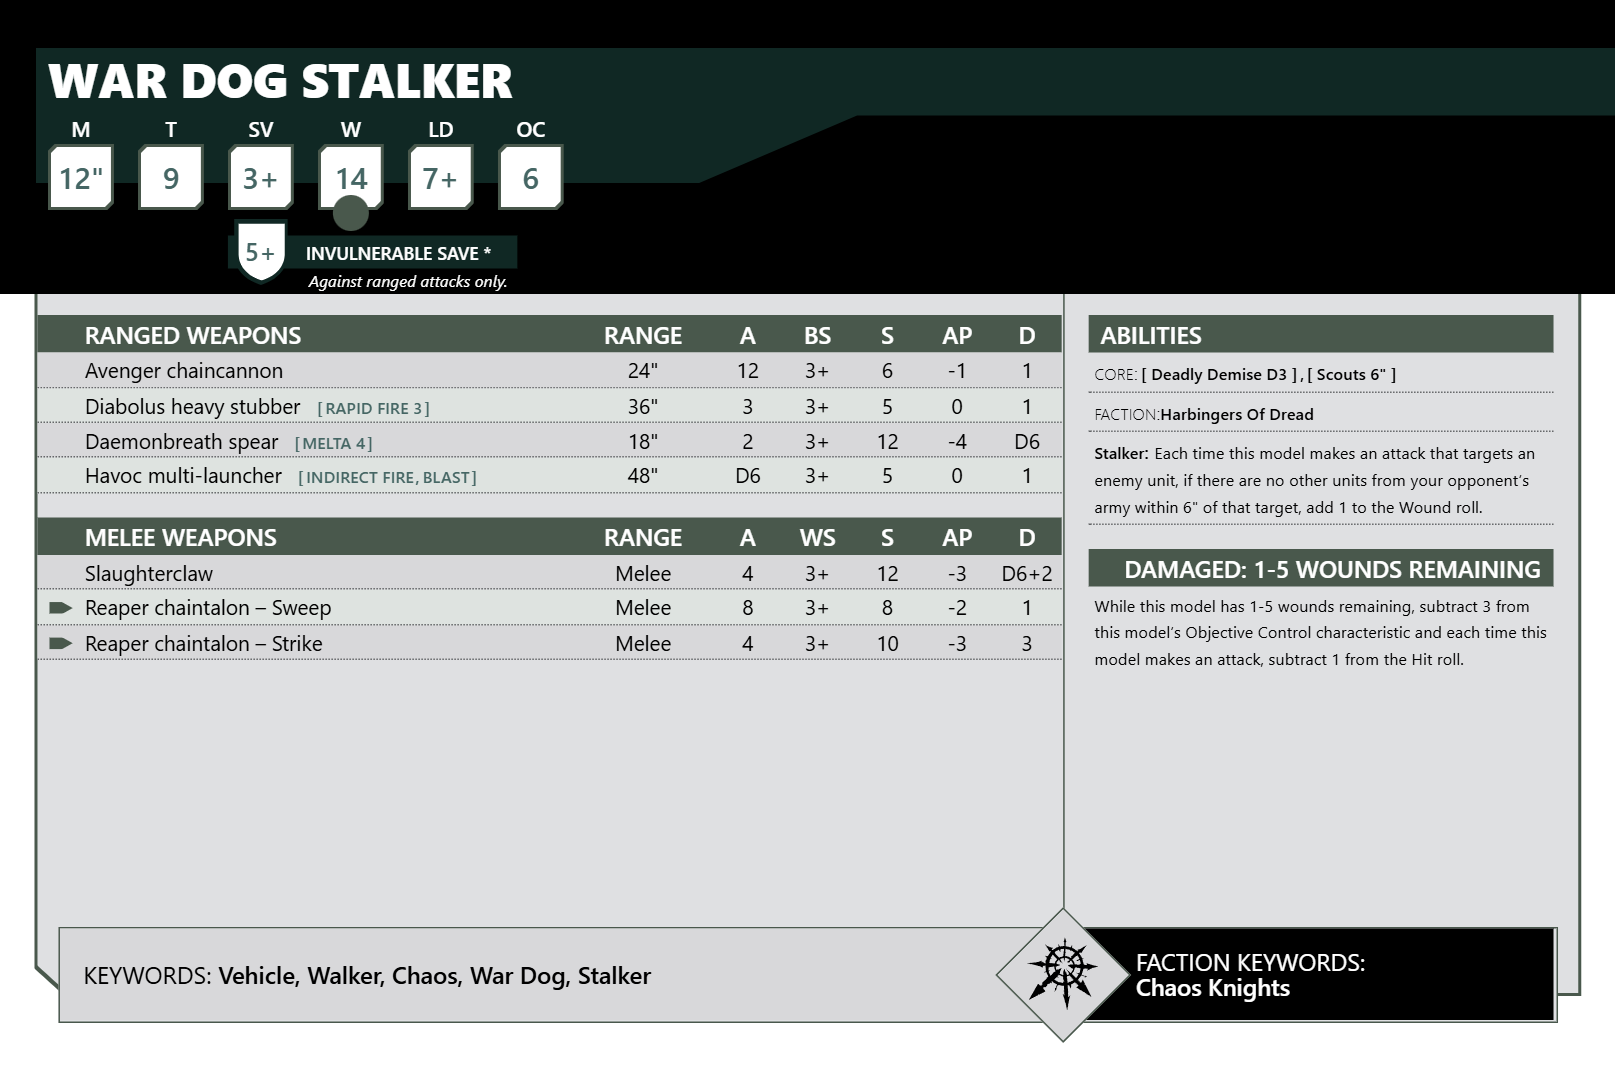 WAR DOG STALKER
M T SV W LD OC
12" 9 3+ 14 7+ 6
5+ INVULNERABLE SAVE *
Against ranged attacks only.
RANGED WEAPONS RANGE A BS S AP D
Avenger chaincannon 24" 12 3+ 6 -1 1
Diabolus heavy stubber [RAPID FIRE 3] 36" 3 3+ 5 0 1
Daemonbreath spear [MELTA 4] 18" 2 3+ 12 -4 D6
Havoc multi-launcher [INDIRECT FIRE, BLAST] 48" D6 3+ 5 0 1
MELEE WEAPONS RANGE A WS S AP D
Slaughterclaw Melee 4 3+ 12 -3 D6+2
Reaper chaintalon – Sweep Melee 8 3+ 8 -2 1
Reaper chaintalon – Strike Melee 4 3+ 10 -3 3
ABILITIES
CORE: [ Deadly Demise D3 ] , [ Scouts 6" ]
FACTION:Harbingers Of Dread
Stalker: Each time this model makes an attack that targets an
enemy unit, if there are no other units from your opponent's
army within 6" of that target, add 1 to the Wound roll.
DAMAGED: 1-5 WOUNDS REMAINING
While this model has 1-5 wounds remaining, subtract 3 from
this model's Objective Control characteristic and each time this
model makes an attack, subtract 1 from the Hit roll.
KEYWORDS: Vehicle, Walker, Chaos, War Dog, Stalker
FACTION KEYWORDS:
Chaos Knights